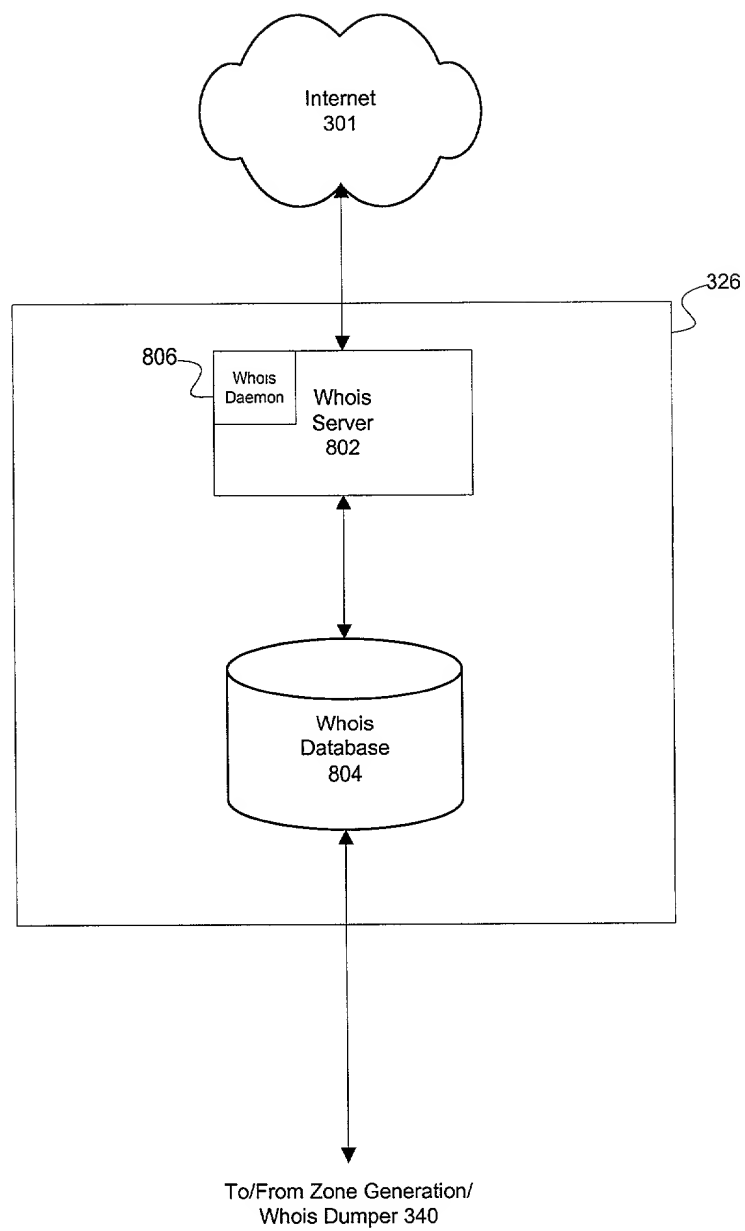 Internet
301
326
806
Whois
Daemon
Whois
Server
802
Whois
Database
804
To/From Zone Generation/
Whois Dumper 340